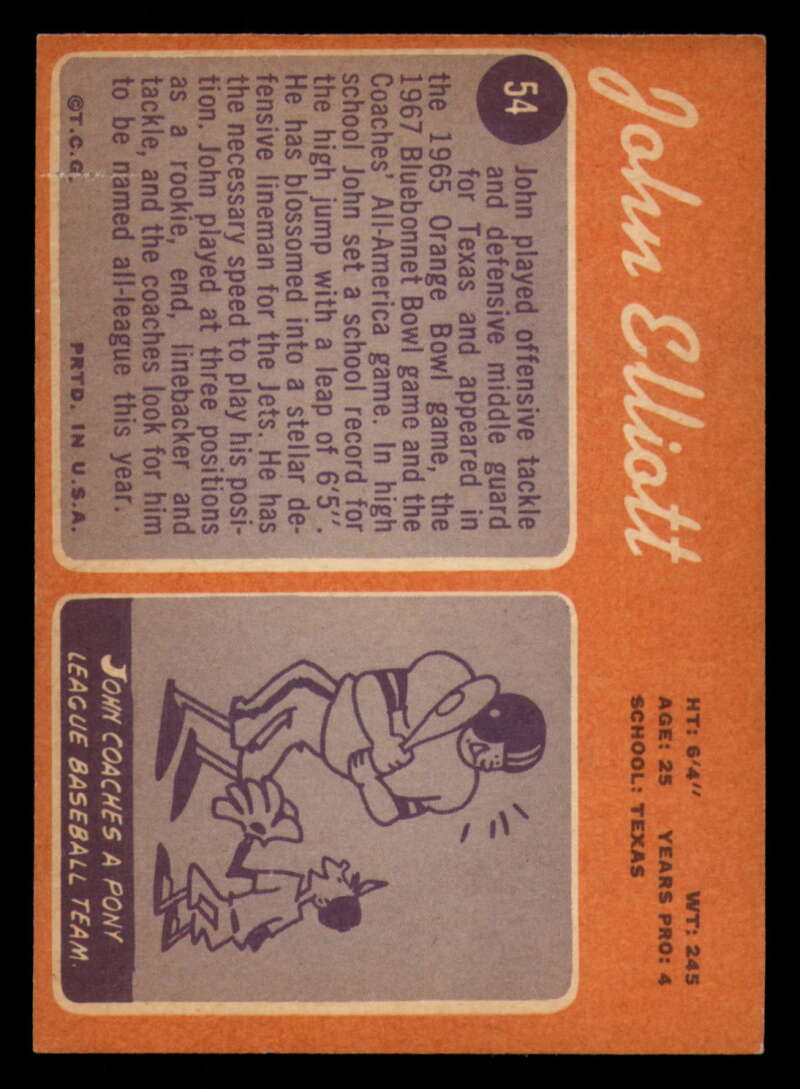 John Elliott
HT: 6'4" WT: 245
AGE: 25 YEARS PRO: 4
SCHOOL: TEXAS
54
John played offensive tackle
and defensive middle guard
for Texas and appeared in
the 1965 Orange Bowl game, the
1967 Bluebonnet Bowl game and the
Coaches' All-America game. In high
school John set a school record for
the high jump with a leap of 6'5".
He has blossomed into a stellar de-
fensive lineman for the Jets. He has
the necessary speed to play his posi-
tion. John played at three positions
as a rookie, end, linebacker and
tackle, and the coaches look for him
to be named all-league this year.
©T.C.G. PRTD. IN U.S.A.
JOHN COACHES A PONY
LEAGUE BASEBALL TEAM.